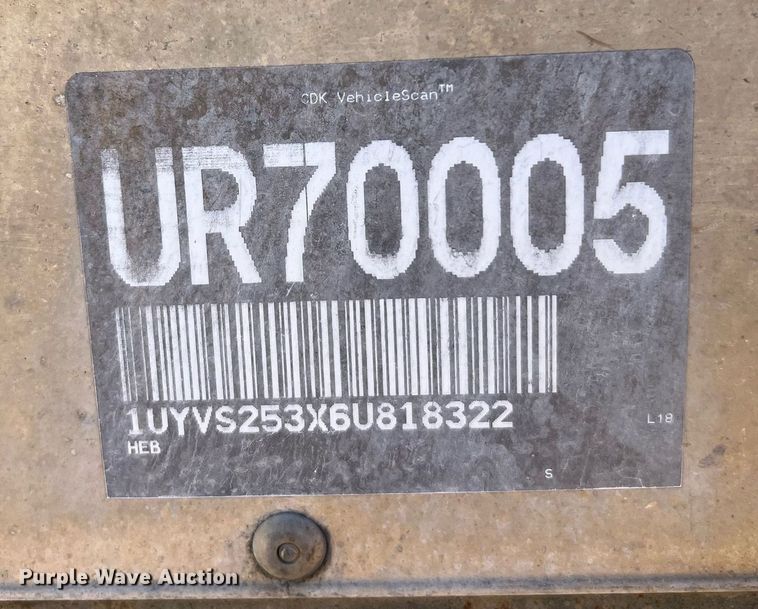 CDK VehicleScan™
UR70005
1UYVS253X6U818322
HEB
L18
S
Purple Wave Auction